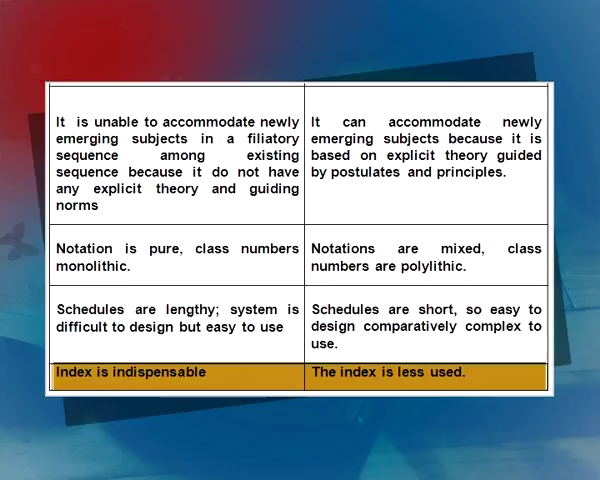 It is unable to accommodate newly
emerging subjects in a filiatory
sequence among existing
sequence because it do not have
any explicit theory and guiding
norms
It can accommodate newly
emerging subjects because it is
based on explicit theory guided
by postulates and principles.
Notation is pure, class numbers
monolithic.
Notations are mixed, class
numbers are polylithic.
Schedules are lengthy; system is
difficult to design but easy to use
Schedules are short, so easy to
design comparatively complex to
use.
Index is indispensable
The index is less used.